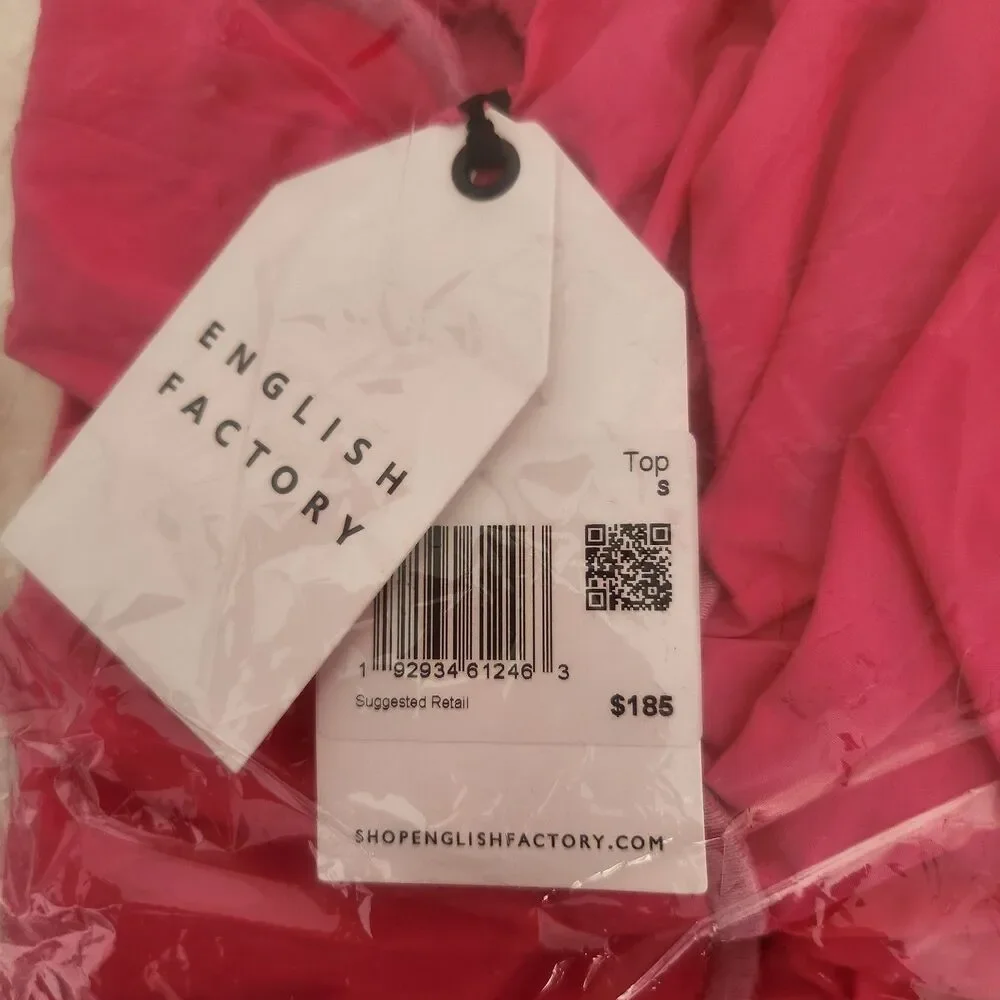 ENGLISH
FACTORY
Top
S
1 92934 61246 3
Suggested Retail
$185
SHOPENGLISHFACTORY.COM